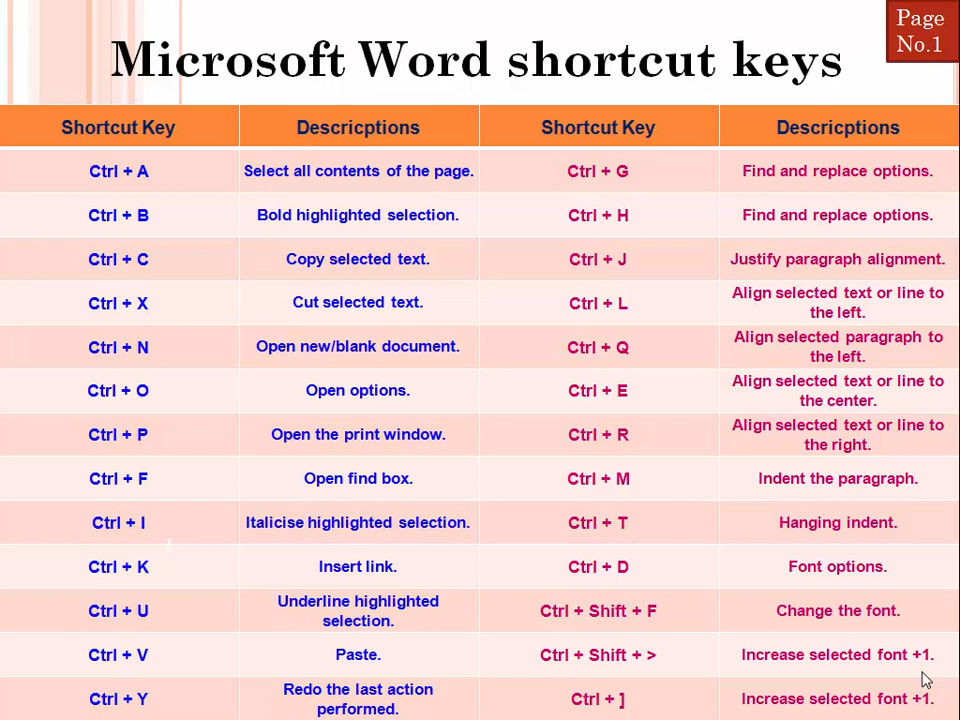 Page
No.1
Microsoft Word shortcut keys
Shortcut Key Descricptions Shortcut Key Descricptions
Ctrl + A Select all contents of the page. Ctrl + G Find and replace options.
Ctrl + B Bold highlighted selection. Ctrl + H Find and replace options.
Ctrl + C Copy selected text. Ctrl + J Justify paragraph alignment.
Ctrl + X Cut selected text. Ctrl + L Align selected text or line to
the left.
Ctrl + N Open new/blank document. Ctrl + Q Align selected paragraph to
the left.
Ctrl + O Open options. Ctrl + E Align selected text or line to
the center.
Ctrl + P Open the print window. Ctrl + R Align selected text or line to
the right.
Ctrl + F Open find box. Ctrl + M Indent the paragraph.
Ctrl + I Italicise highlighted selection. Ctrl + T Hanging indent.
Ctrl + K Insert link. Ctrl + D Font options.
Ctrl + U Underline highlighted
selection. Ctrl + Shift + F Change the font.
Ctrl + V Paste. Ctrl + Shift + > Increase selected font +1.
Ctrl + Y Redo the last action
performed. Ctrl + ] Increase selected font +1.